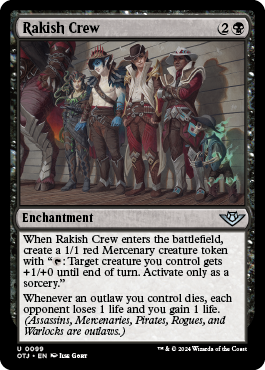 Rakish Crew 2
Enchantment
When Rakish Crew enters the battlefield,
create a 1/1 red Mercenary creature token
with “: Target creature you control gets
+1/+0 until end of turn. Activate only as a
sorcery.”
Whenever an outlaw you control dies, each
opponent loses 1 life and you gain 1 life.
(Assassins, Mercenaries, Pirates, Rogues, and
Warlocks are outlaws.)
U 0099
OTJ • EN Ilse Gort
™ & © 2024 Wizards of the Coast